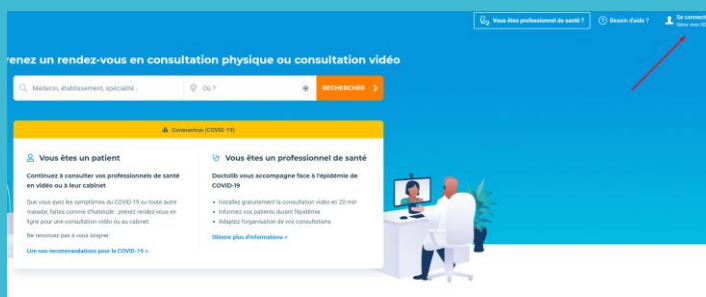 Vous êtes professionnel de santé ?
Besoin d'aide ?
Se connecter
Gérer mes RDV
renez un rendez-vous en consultation physique ou consultation vidéo
Médecin, établissement, spécialité...
Où ?
RECHERCHER
Coronavirus (COVID-19)
Vous êtes un patient
Continuez à consulter vos professionnels de santé
en vidéo ou à leur cabinet
Que vous ayez les symptômes du COVID-19 ou toute autre
maladie, faites comme d'habitude : prenez rendez-vous en
ligne pour une consultation vidéo ou au cabinet.
Ne renoncez pas à vous soigner.
Lire nos recommandations pour le COVID-19 >
Vous êtes un professionnel de santé
Doctolib vous accompagne face à l'épidémie de
COVID-19
• Installez gratuitement la consultation vidéo en 20 min
• Informez vos patients durant l'épidémie
• Adaptez l'organisation de vos consultations
Obtenir plus d'informations >